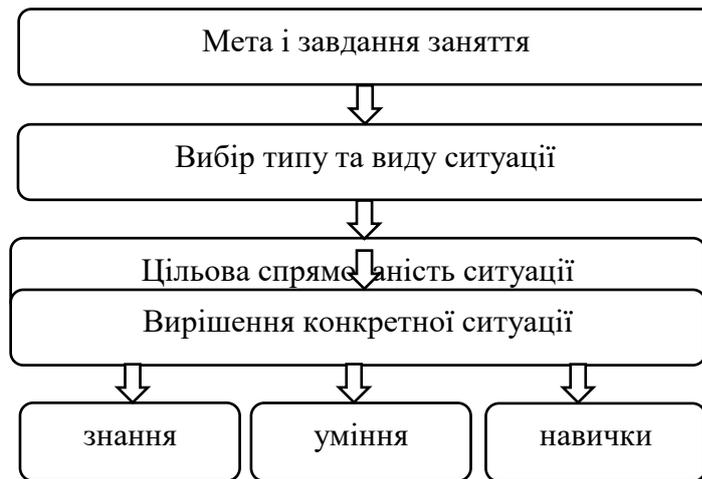 Мета і завдання заняття
Вибір типу та виду ситуації
Цільова спрямованість ситуації
Вирішення конкретної ситуації
знання
уміння
навички